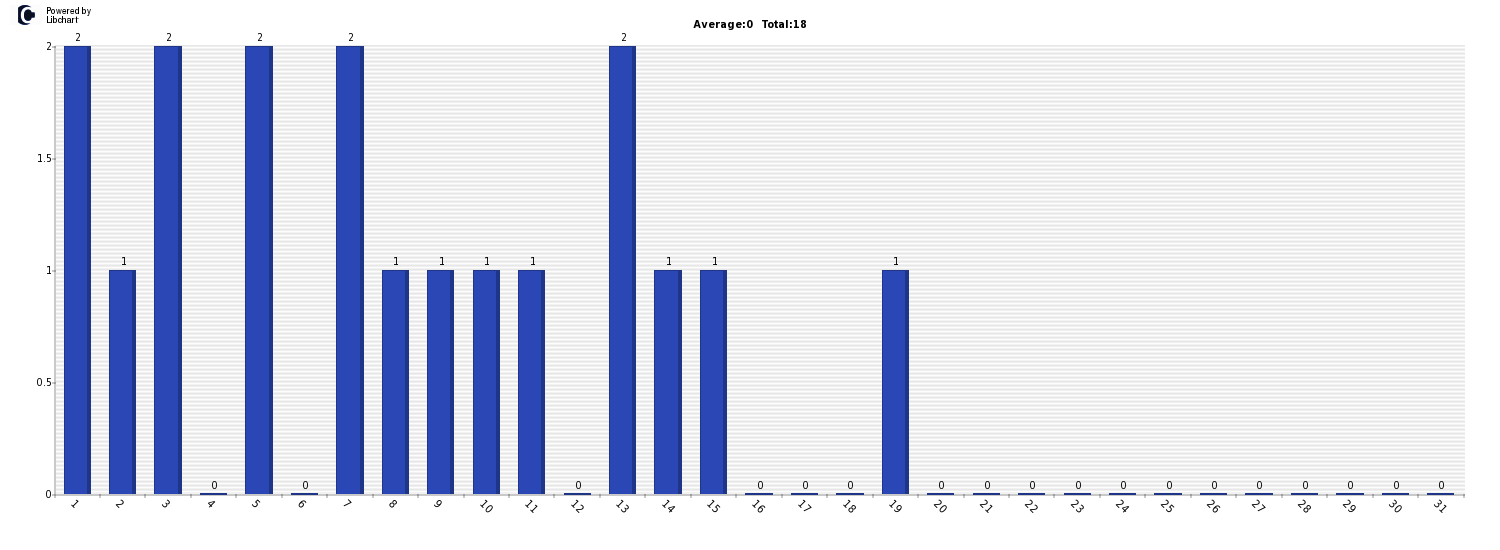 Powered by
Libchart
Average:0 Total:18
2 2 2 2 2
2
1.5
1 1 1 1 1 1 1 1
1
0.5
0 0 0 0 0 0 0 0 0 0 0 0 0 0 0 0 0 0
0
1 2 3 4 5 6 7 8 9 10 11 12 13 14 15 16 17 18 19 20 21 22 23 24 25 26 27 28 29 30 31